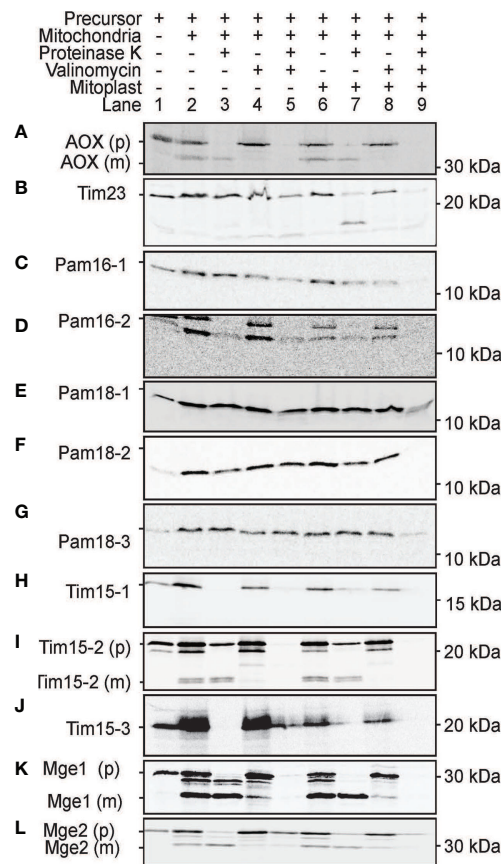 Precursor + + + + + + + + +
Mitochondria - + + + + + + + +
Proteinase K - - + - + - + - +
Valinomycin - - - + + - - + +
Mitoplast - - - - - + + + +
Lane 1 2 3 4 5 6 7 8 9
A
AOX (p)
AOX (m)
30 kDa
B
Tim23
20 kDa
C
Pam16-1
10 kDa
D
Pam16-2
10 kDa
E
Pam18-1
10 kDa
F
Pam18-2
10 kDa
G
Pam18-3
10 kDa
H
Tim15-1
15 kDa
I
Tim15-2 (p)
20 kDa
Tim15-2 (m)
J
Tim15-3
20 kDa
K
Mge1 (p)
30 kDa
Mge1 (m)
L
Mge2 (p)
Mge2 (m)
30 kDa